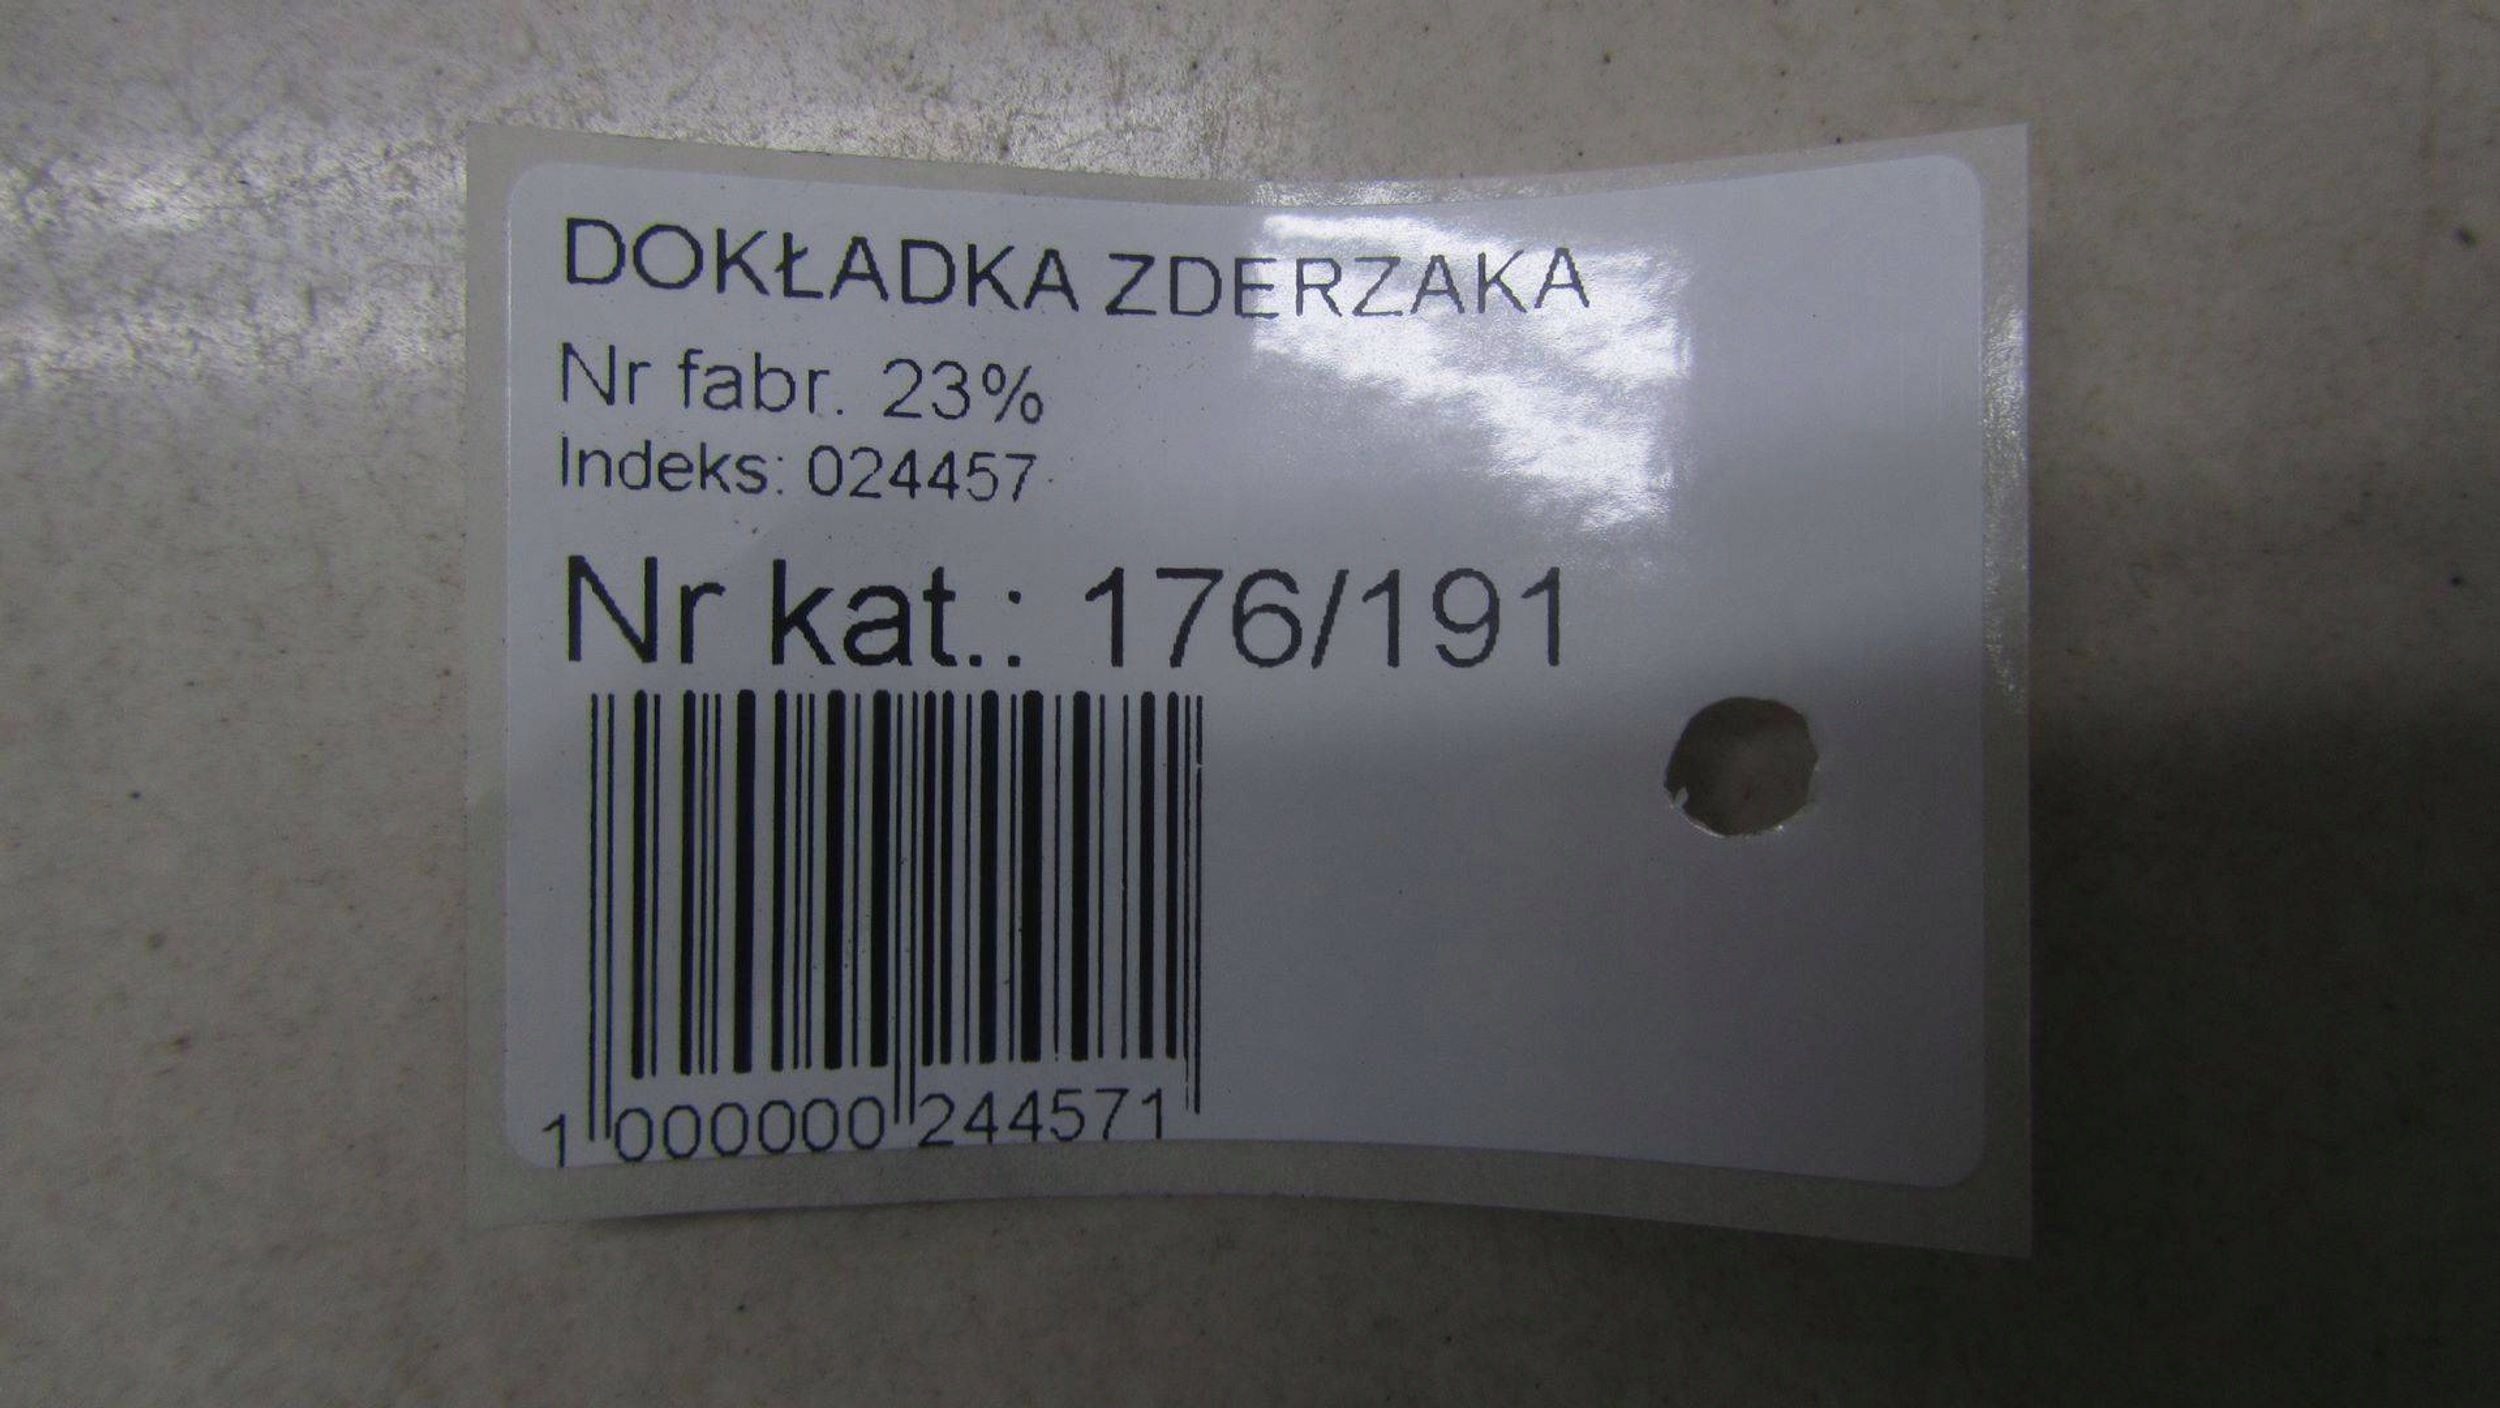 DOKŁADKA ZDERZAKA
Nr fabr. 23%
Indeks: 024457
Nr kat.: 176/191
1 000000 244571